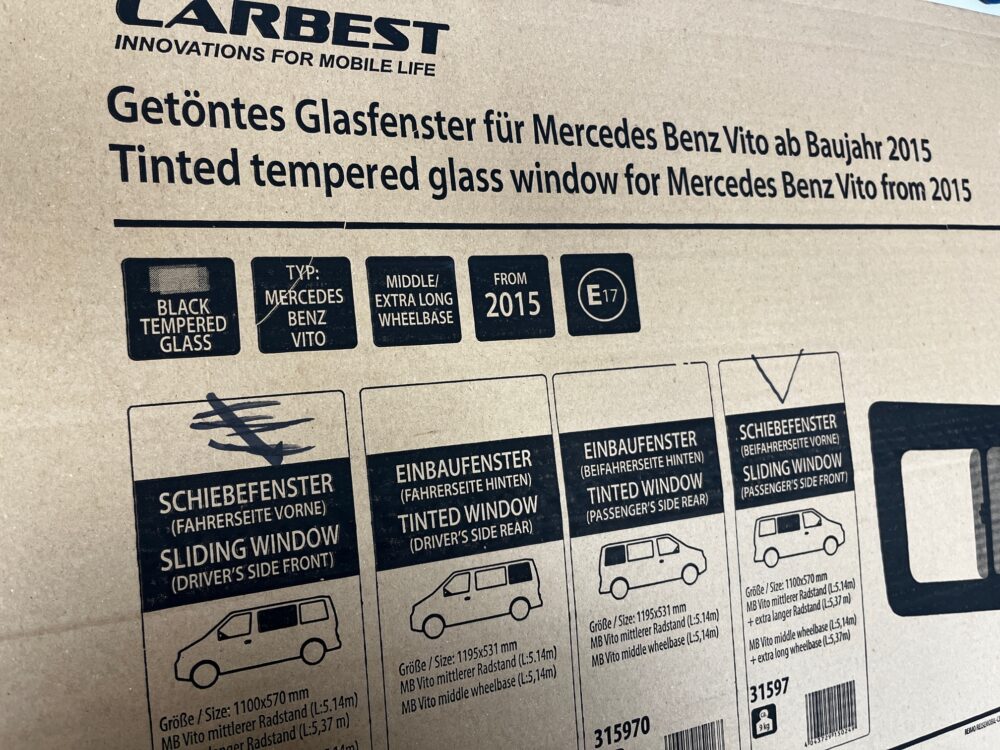 CARBEST
INNOVATIONS FOR MOBILE LIFE
Getöntes Glasfenster für Mercedes Benz Vito ab Baujahr 2015
Tinted tempered glass window for Mercedes Benz Vito from 2015
BLACK
TEMPERED
GLASS
TYP:
MERCEDES
BENZ
VITO
MIDDLE/
EXTRA LONG
WHEELBASE
FROM
2015
E17
SCHIEBEFENSTER
(FAHRERSEITE VORNE)
SLIDING WINDOW
(DRIVER'S SIDE FRONT)
Größe / Size: 1100x570 mm
MB Vito mittlerer Radstand (L:5.14m)
langer Radstand (L:5,37 m)
EINBAUFENSTER
(FAHRERSEITE HINTEN)
TINTED WINDOW
(DRIVER'S SIDE REAR)
Größe / Size: 1195x531 mm
MB Vito mittlerer Radstand (L:5.14m)
MB Vito middle wheelbase (L:5,14m)
EINBAUFENSTER
(BEIFAHRERSEITE HINTEN)
TINTED WINDOW
(PASSENGER'S SIDE REAR)
Größe / Size: 1195x531 mm
MB Vito mittlerer Radstand (L:5.14m)
MB Vito middle wheelbase (L:5,14m)
315970
SCHIEBEFENSTER
(BEIFAHRERSEITE VORNE)
SLIDING WINDOW
(PASSENGER'S SIDE FRONT)
Größe / Size: 1100x570 mm
MB Vito mittlerer Radstand (L:5.14m)
+ extra langer Radstand (L:5,37 m)
MB Vito middle wheelbase (L:5,14m)
+ extra long wheelbase (L:5,37m)
31597
ca.
9 kg